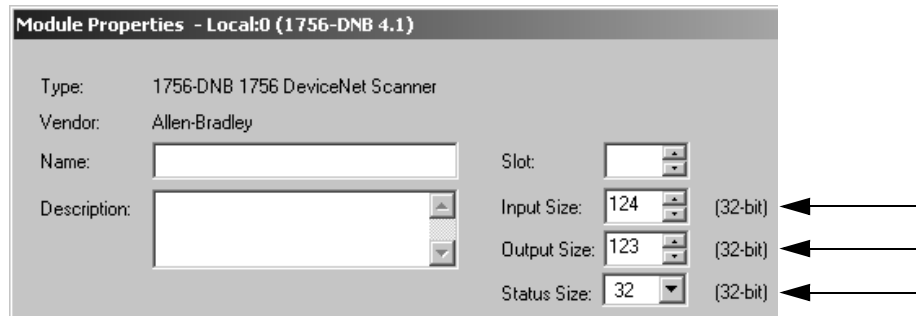 Module Properties - Local:0 (1756-DNB 4.1)
Type: 1756-DNB 1756 DeviceNet Scanner
Vendor: Allen-Bradley
Name: Slot:
Description: Input Size: 124 (32-bit)
Output Size: 123 (32-bit)
Status Size: 32 (32-bit)